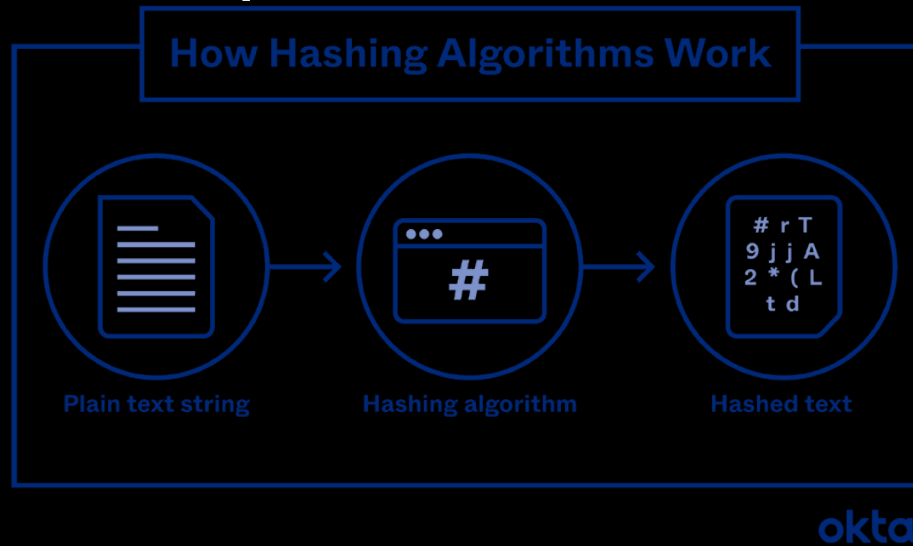 How Hashing Algorithms Work
#
# r T
9 j j A
2 * ( L
t d
Plain text string
Hashing algorithm
Hashed text
okta